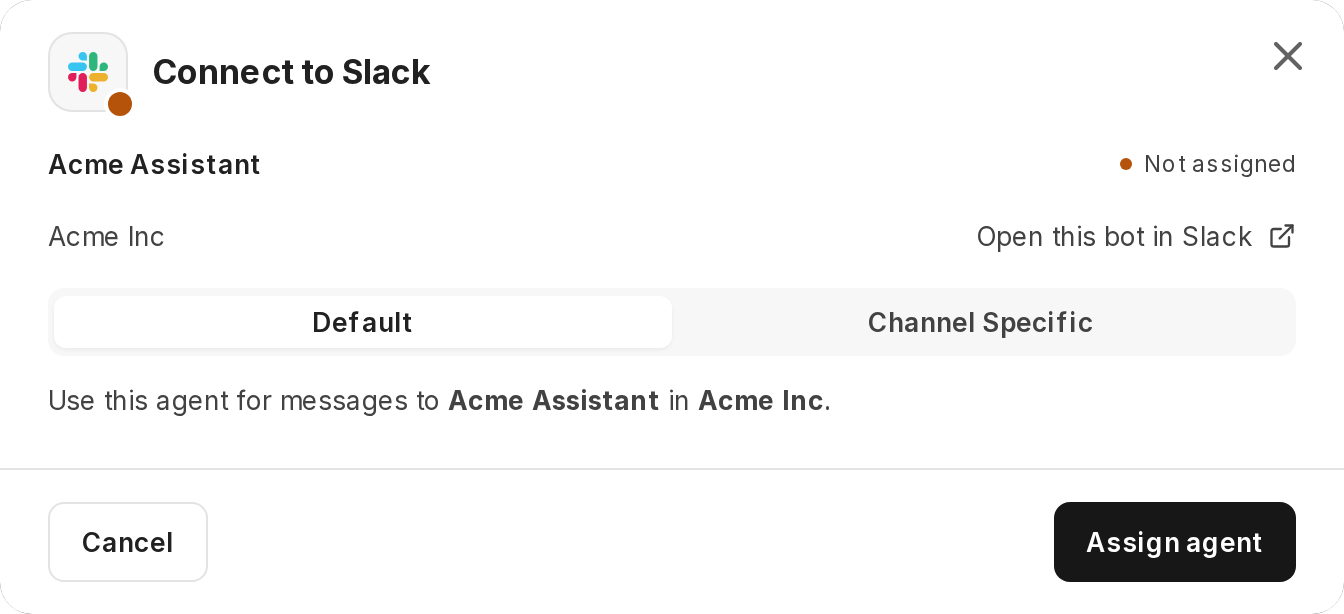 Connect to Slack
Acme Assistant
Not assigned
Acme Inc
Open this bot in Slack
Default
Channel Specific
Use this agent for messages to Acme Assistant in Acme Inc.
Cancel
Assign agent